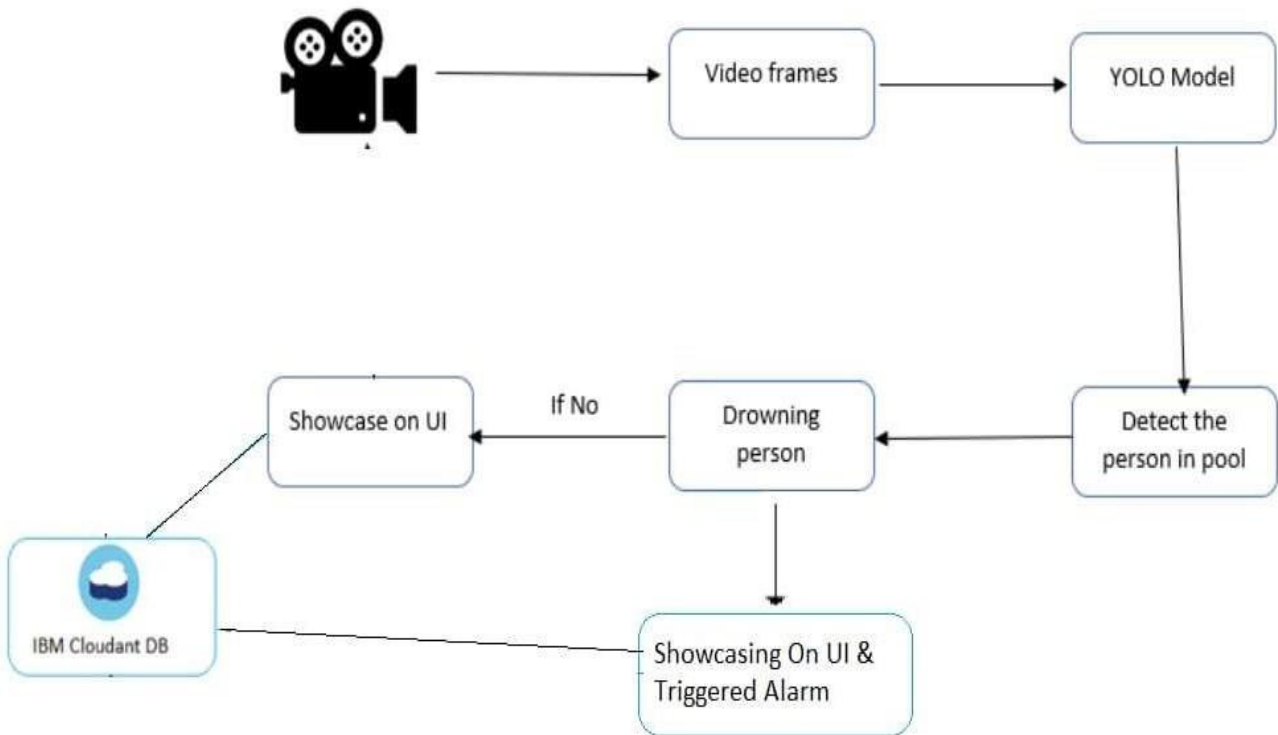 Video frames
YOLO Model
Showcase on UI
If No
Drowning
person
Detect the
person in pool
IBM Cloudant DB
Showcasing On UI &
Triggered Alarm